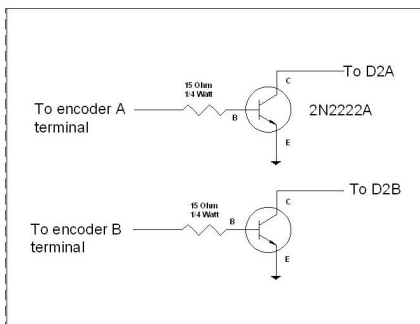 To D2A
C
15 Ohm
1/4 Watt
To encoder A
terminal
B
2N2222A
E
To D2B
C
15 Ohm
1/4 Watt
To encoder B
terminal
B
E